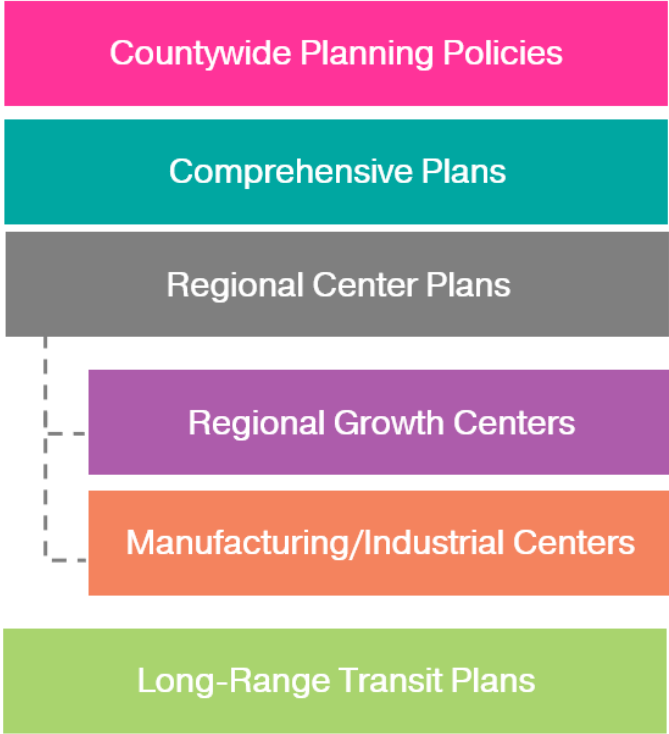 Countywide Planning Policies
Comprehensive Plans
Regional Center Plans
Regional Growth Centers
Manufacturing/Industrial Centers
Long-Range Transit Plans